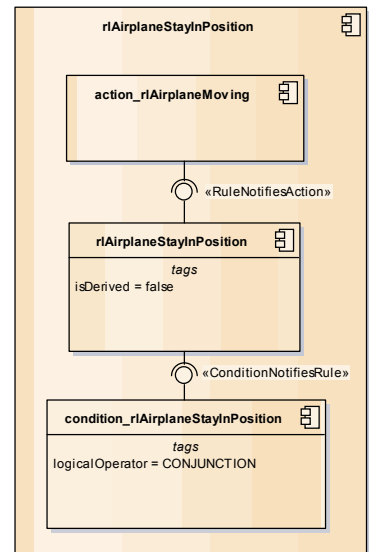 rlAirplaneStayInPosition
action_rlAirplaneMoving
«RuleNotifiesAction»
rlAirplaneStayInPosition
tags
isDerived = false
«ConditionNotifiesRule»
condition_rlAirplaneStayInPosition
tags
logicalOperator = CONJUNCTION